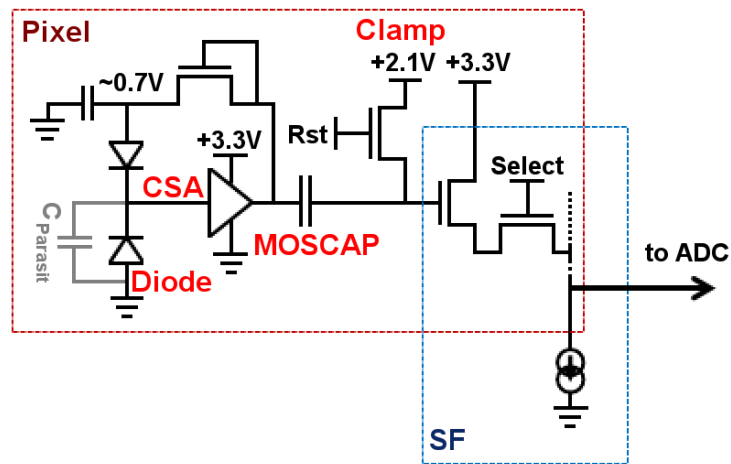 Pixel
Clamp
~0.7V
+2.1V
+3.3V
Rst
+3.3V
Select
CSA
C Parasit
MOSCAP
Diode
to ADC
SF